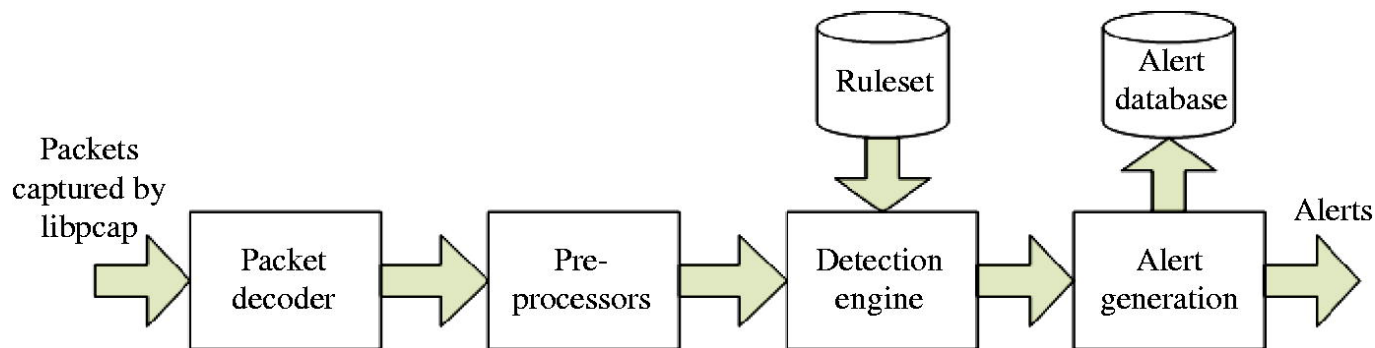 Packets
captured by
libpcap
Packet
decoder
Pre-
processors
Ruleset
Detection
engine
Alert
database
Alert
generation
Alerts